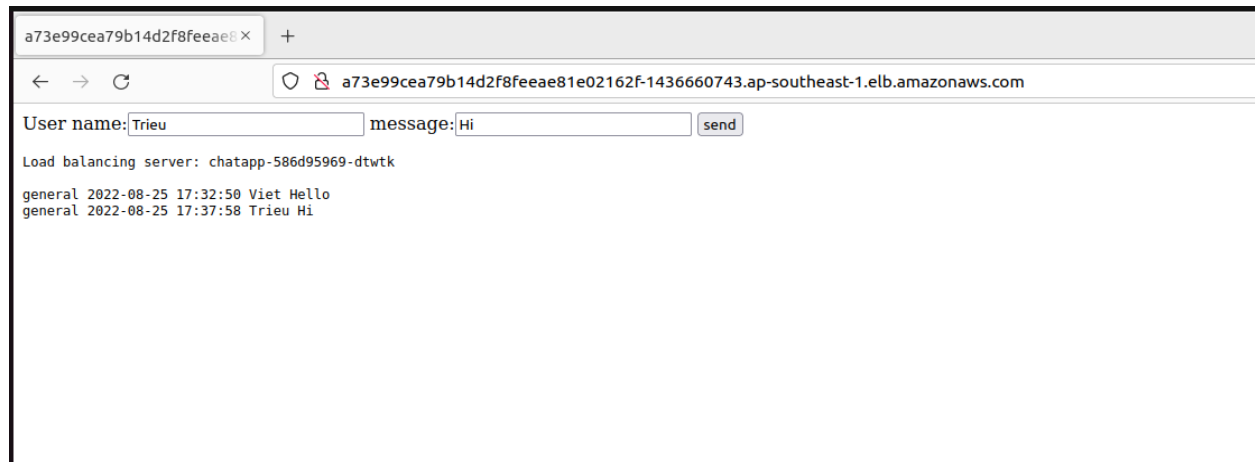 a73e99cea79b14d2f8feeae8
a73e99cea79b14d2f8feeae81e02162f-1436660743.ap-southeast-1.elb.amazonaws.com
User name: Trieu message: Hi send
Load balancing server: chatapp-586d95969-dtwtk
general 2022-08-25 17:32:50 Viet Hello
general 2022-08-25 17:37:58 Trieu Hi